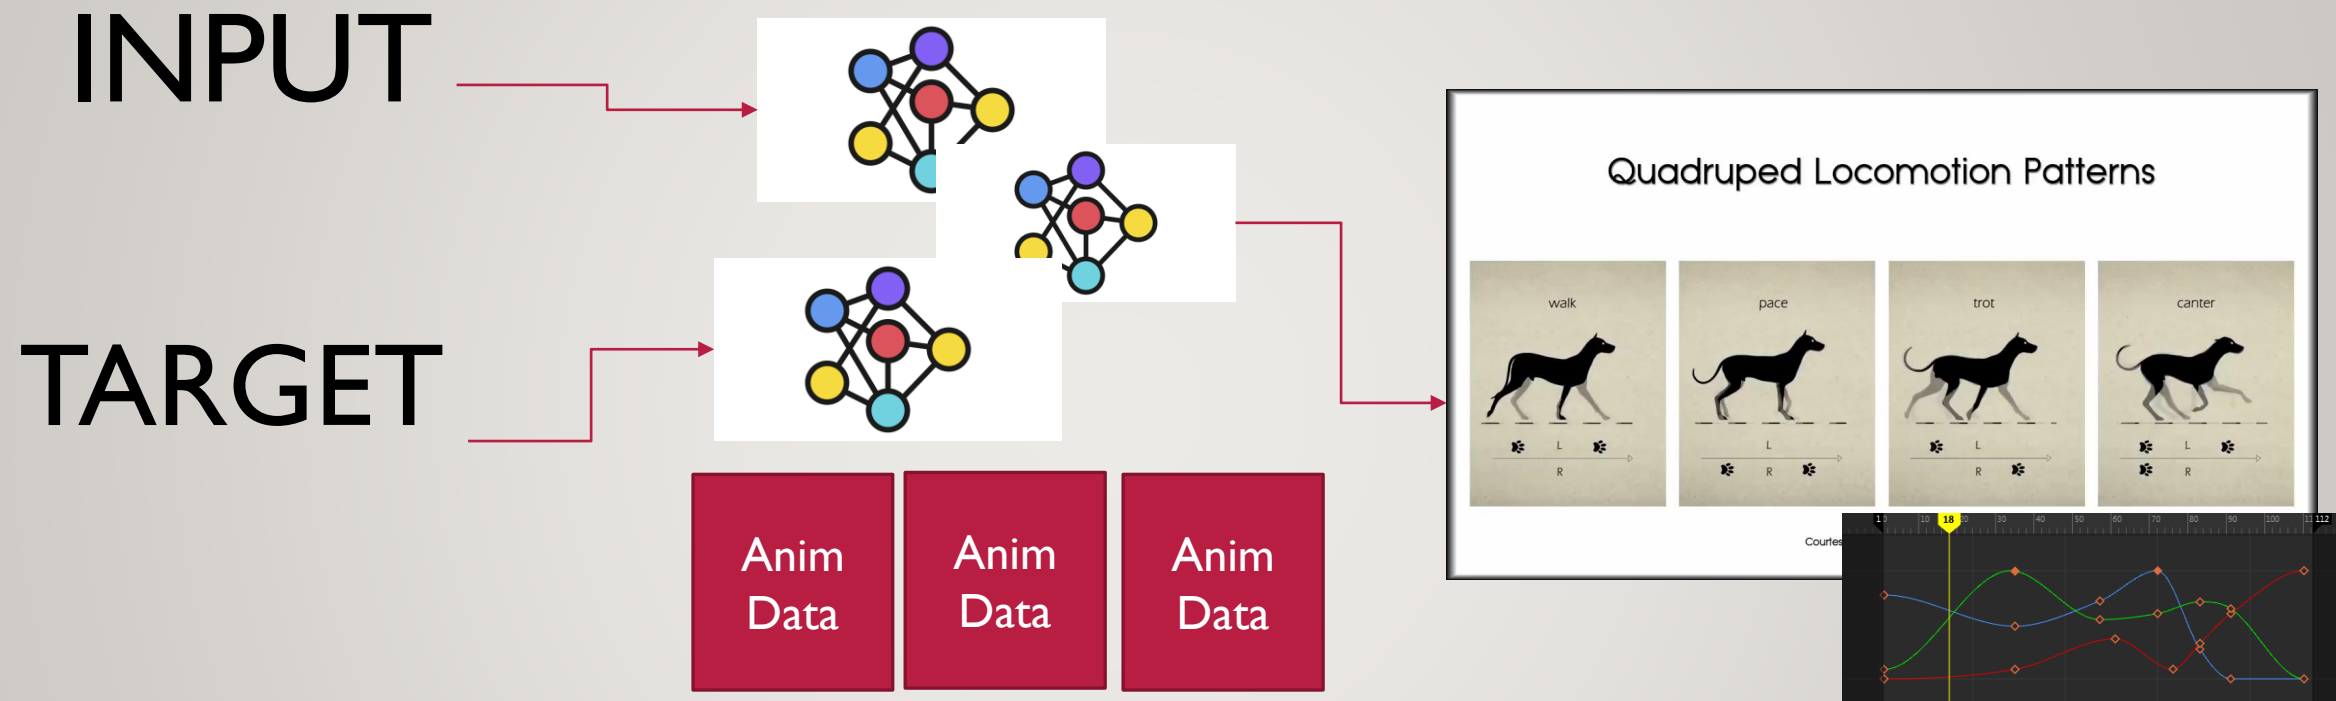 INPUT
TARGET
Anim
Data
Anim
Data
Anim
Data
Quadruped Locomotion Patterns
walk
pace
trot
canter
L
R
L
R
L
R
L
R
Courtes
10
18
30
40
50
60
70
80
90
100
112